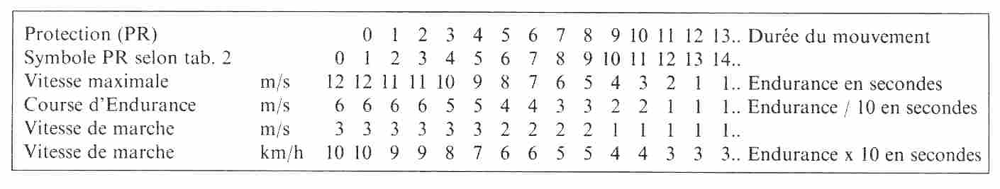 Protection (PR) 0 1 2 3 4 5 6 7 8 9 10 11 12 13.. Durée du mouvement
Symbole PR selon tab. 2 0 1 2 3 4 5 6 7 8 9 10 11 12 13 14..
Vitesse maximale m/s 12 12 11 11 10 9 8 7 6 5 4 3 2 1 1.. Endurance en secondes
Course d'Endurance m/s 6 6 6 6 5 5 4 4 3 3 2 2 1 1 1.. Endurance / 10 en secondes
Vitesse de marche m/s 3 3 3 3 3 3 2 2 2 2 1 1 1 1 1..
Vitesse de marche km/h 10 10 9 9 8 7 6 6 5 5 4 4 3 3 3.. Endurance x 10 en secondes